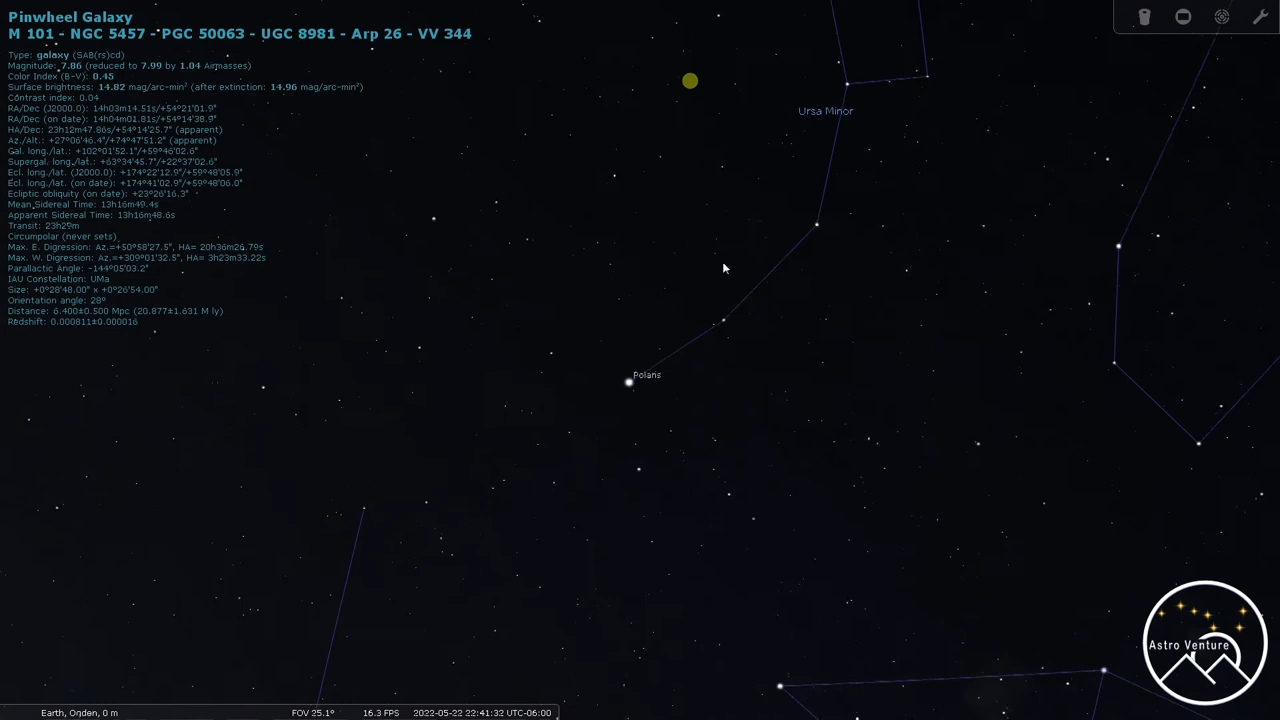 Pinwheel Galaxy
M 101 - NGC 5457 - PGC 50063 - UGC 8981 - Arp 26 - VV 344
Type: galaxy (SAB(rs)cd)
Magnitude: 7.86 (reduced to 7.99 by 1.04 Airmasses)
Color Index (B-V): 0.45
Surface brightness: 14.82 mag/arc-min² (after extinction: 14.96 mag/arc-min²)
Contrast index: 0.04
RA/Dec (J2000.0): 14h03m14.51s/+54°21'01.9"
RA/Dec (on date): 14h04m01.81s/+54°14'38.9"
HA/Dec: 23h12m47.86s/+54°14'25.7" (apparent)
Az./Alt.: +27°06'46.4"/+74°47'51.2" (apparent)
Gal. long./lat.: +102°01'52.1"/+59°46'02.6"
Supergal. long./lat.: +63°34'45.7"/+22°37'02.6"
Ecl. long./lat. (J2000.0): +174°22'12.9"/+59°48'05.9"
Ecl. long./lat. (on date): +174°41'02.9"/+59°48'06.0"
Ecliptic obliquity (on date): +23°26'16.3"
Mean Sidereal Time: 13h16m49.4s
Apparent Sidereal Time: 13h16m48.6s
Transit: 23h29m
Circumpolar (never sets)
Max. E. Digression: Az.=+50°58'27.5", HA= 20h36m26.79s
Max. W. Digression: Az.=+309°01'32.5", HA= 3h23m33.22s
Parallactic Angle: -144°05'03.2"
IAU Constellation: UMa
Size: +0°28'48.00" x +0°26'54.00"
Orientation angle: 28°
Distance: 6.400±0.500 Mpc (20.877±1.631 M ly)
Redshift: 0.000811±0.000016
Ursa Minor
Polaris
Astro Venture
Earth, Ogden, 0 m
FOV 25.1°
16.3 FPS
2022-05-22 22:41:32 UTC-06:00